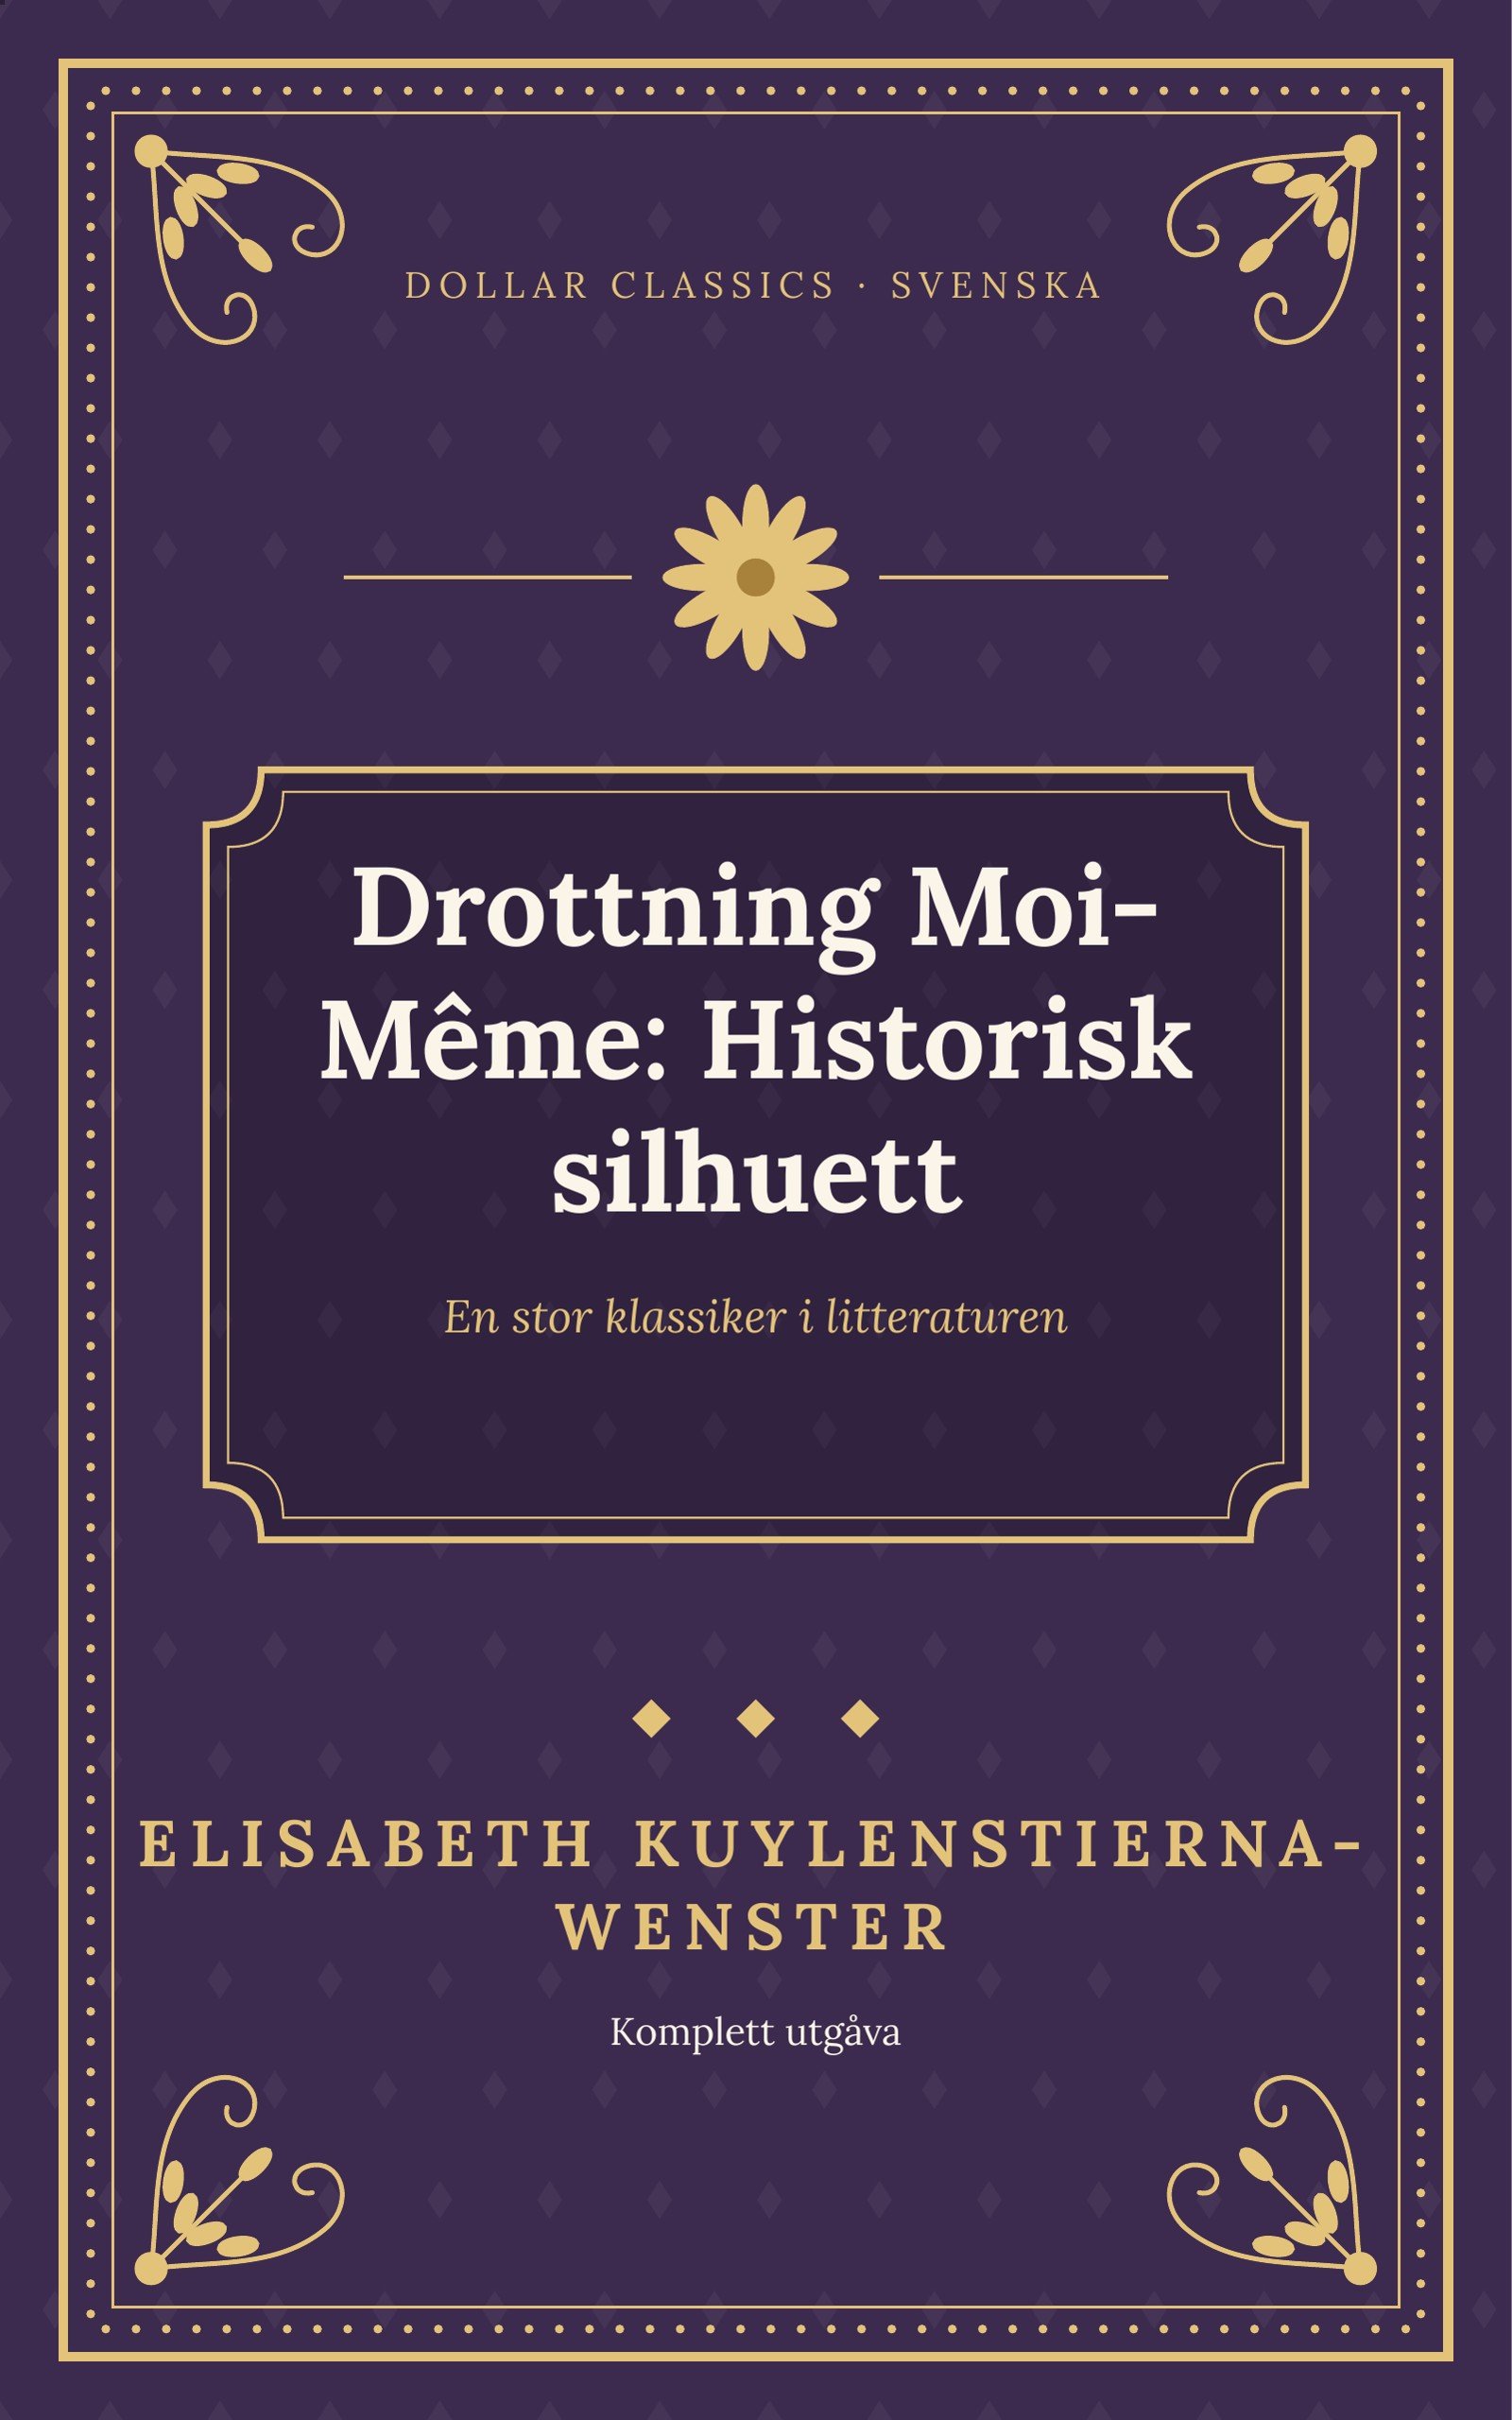 DOLLAR CLASSICS · SVENSKA
Drottning Moi-
Même: Historisk
silhuett
En stor klassiker i litteraturen
ELISABETH KUYLENSTIERNA-
WENSTER
Komplett utgåva